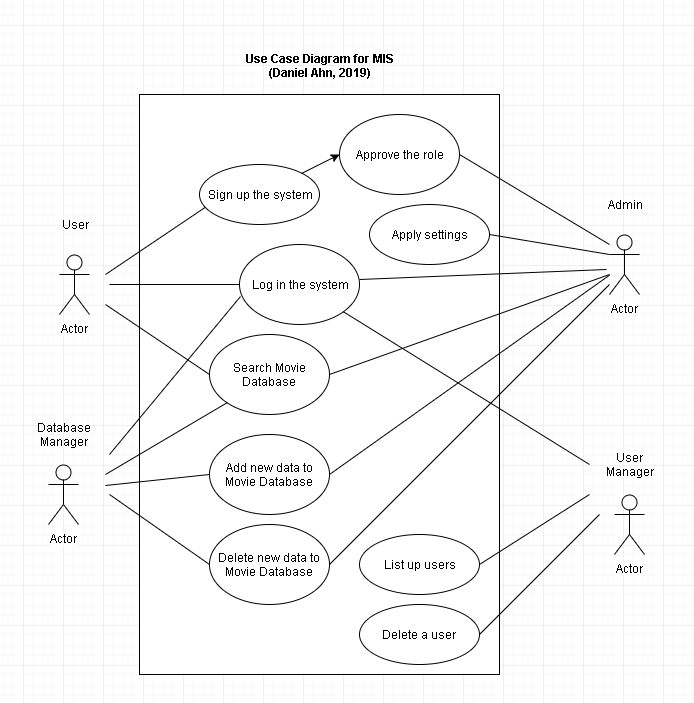 Use Case Diagram for MIS
(Daniel Ahn, 2019)
Approve the role
Sign up the system
Admin
User
Apply settings
Log in the system
Actor
Actor
Search Movie
Database
Database
Manager
User
Manager
Add new data to
Movie Database
Actor
Delete new data to
Movie Database
List up users
Actor
Delete a user